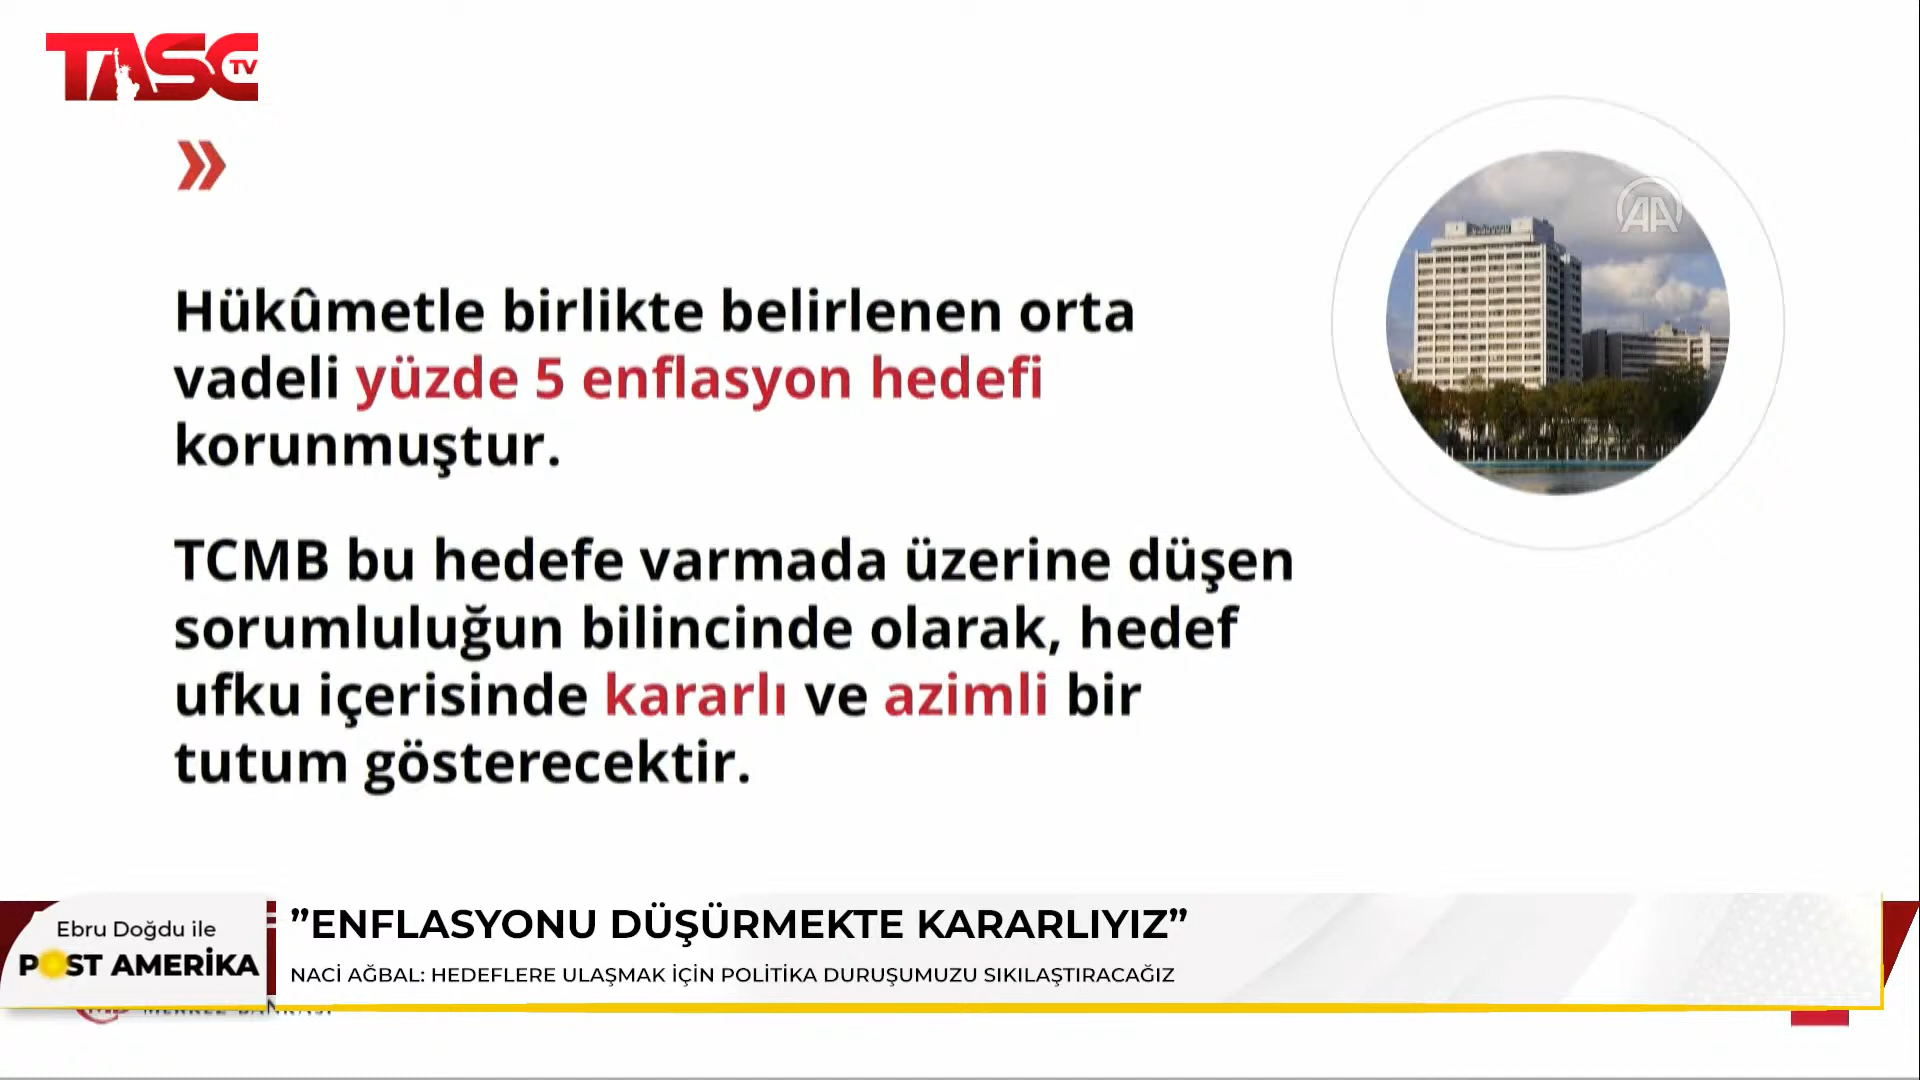 TASC TV
»
AA
Hükûmetle birlikte belirlenen orta
vadeli yüzde 5 enflasyon hedefi
korunmuştur.
TCMB bu hedefe varmada üzerine düşen
sorumluluğun bilincinde olarak, hedef
ufku içerisinde kararlı ve azimli bir
tutum gösterecektir.
Ebru Doğdu ile
POST AMERİKA
”ENFLASYONU DÜŞÜRMEKTE KARARLIYIZ”
NACİ AĞBAL: HEDEFLERE ULAŞMAK İÇİN POLİTİKA DURUŞUMUZU SIKILAŞTIRACAĞIZ